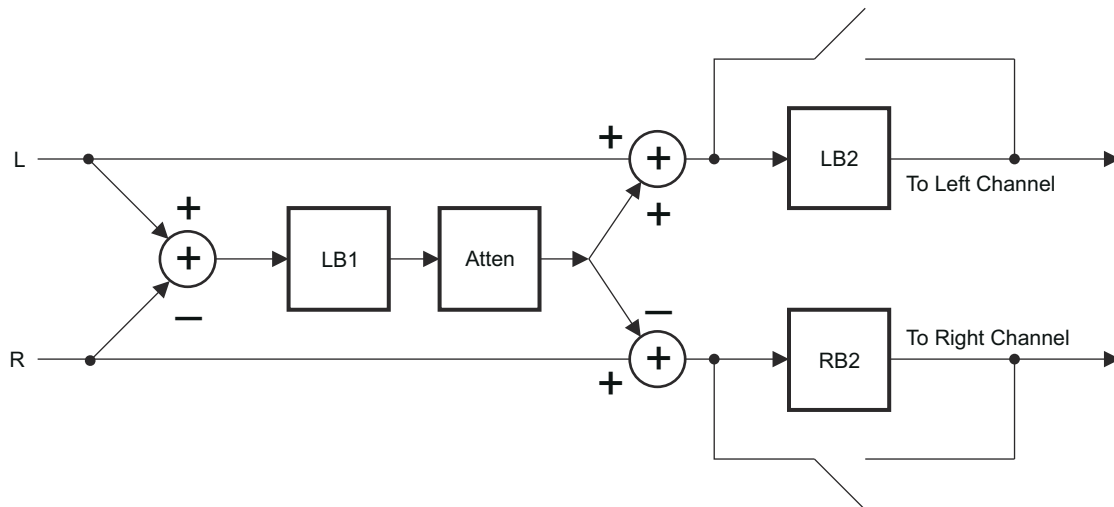 +
L
+
LB2
To Left Channel
+
+
+
LB1
Atten
−
−
R
+
+
RB2
To Right Channel